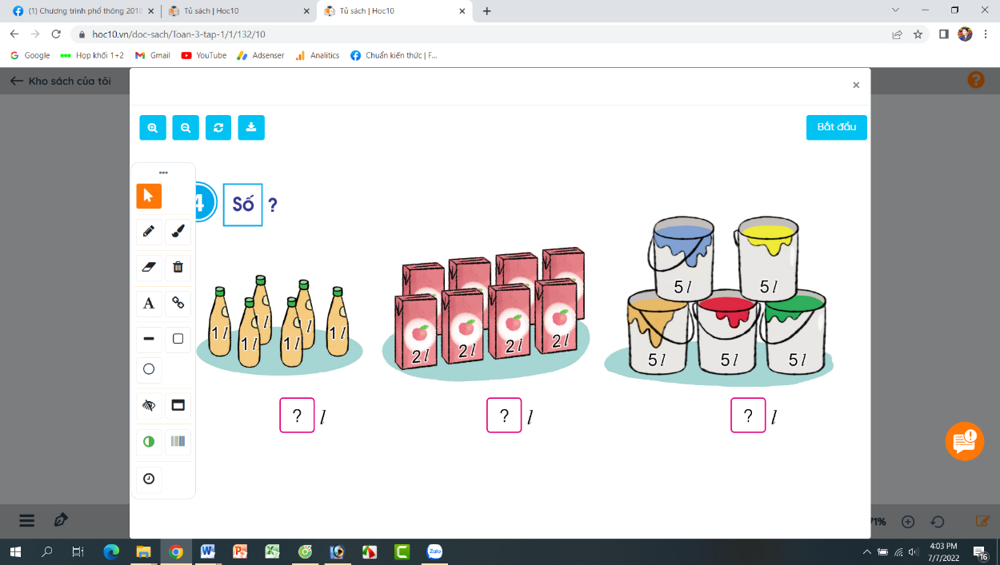 (1) Chương trình phổ thông 2018
Tủ sách | Hoc10
Tủ sách | Hoc10
hoc10.vn/doc-sach/Toan-3-tap-1/1/132/10
Google
Họp khối 1+2
Gmail
YouTube
Adsenser
Analitics
Chuẩn kiến thức | F...
Kho sách của tôi
?
×
Bắt đầu
4 Số ?
A
1 l
1 l
l
1 l
l
1 l
2 l
2 l
2 l
2 l
5 l
5 l
5 l
5 l
5 l
? l
? l
? l
71%
Zalo
4:03 PM
7/7/2022
16